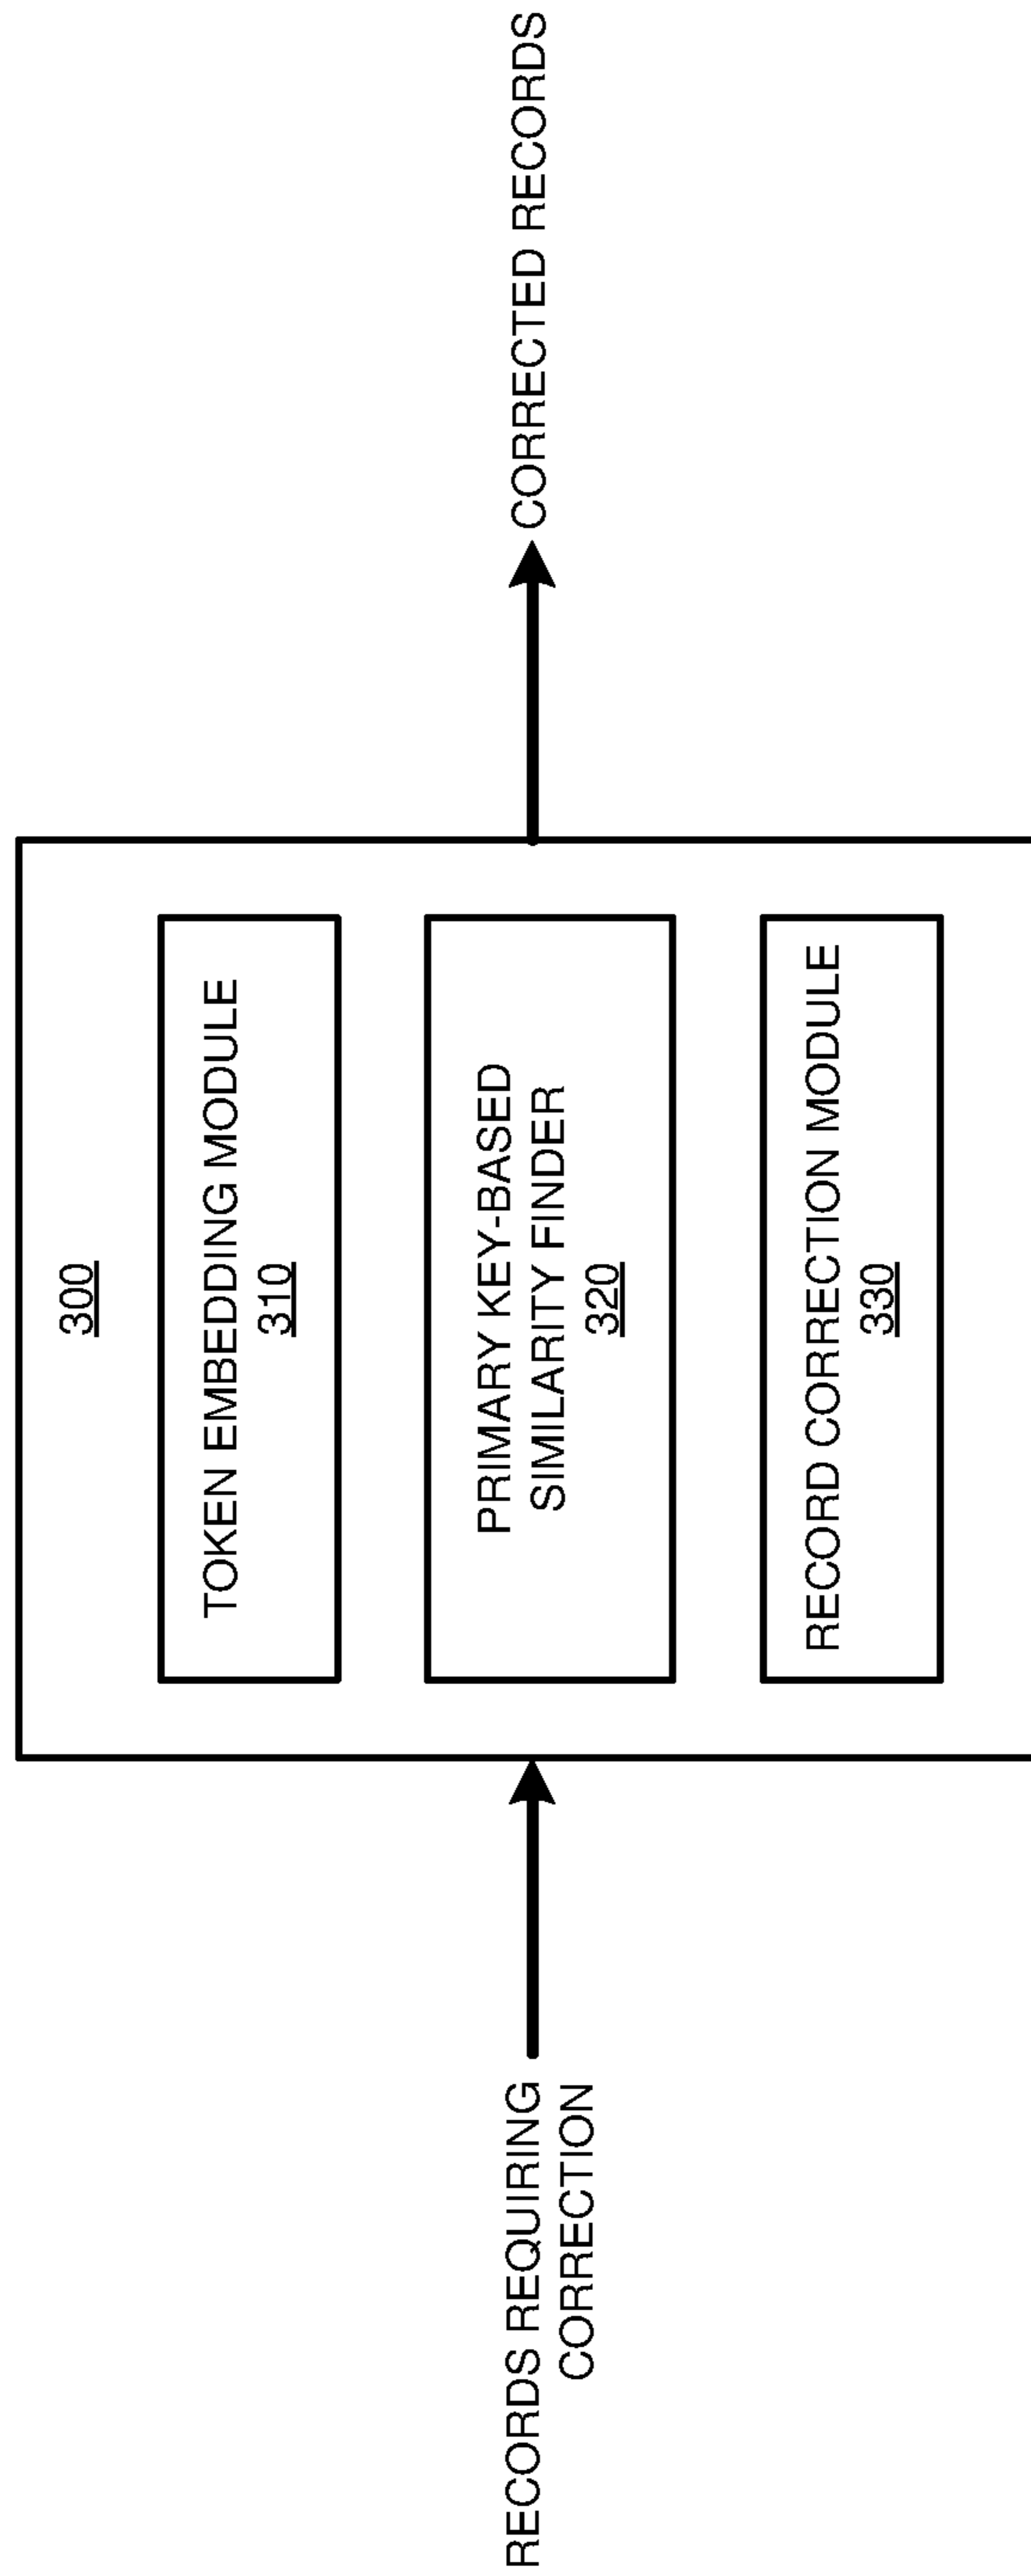 RECORDS REQUIRING
CORRECTION
300
TOKEN EMBEDDING MODULE
310
PRIMARY KEY-BASED
SIMILARITY FINDER
320
RECORD CORRECTION MODULE
330
CORRECTED RECORDS